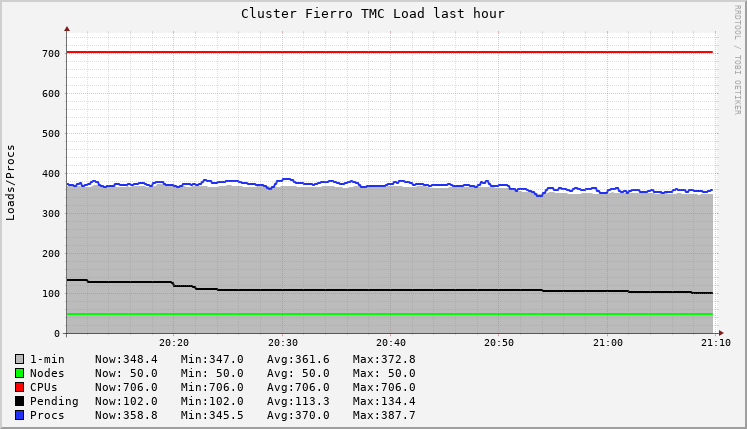 Cluster Fierro TMC Load last hour
RRDTOOL / TOBI OETIKER
Loads/Procs
700
600
500
400
300
200
100
0
20:20 20:30 20:40 20:50 21:00 21:10
1-min Now:348.4 Min:347.0 Avg:361.6 Max:372.8
Nodes Now: 50.0 Min: 50.0 Avg: 50.0 Max: 50.0
CPUs Now:706.0 Min:706.0 Avg:706.0 Max:706.0
Pending Now:102.0 Min:102.0 Avg:113.3 Max:134.4
Procs Now:358.8 Min:345.5 Avg:370.0 Max:387.7